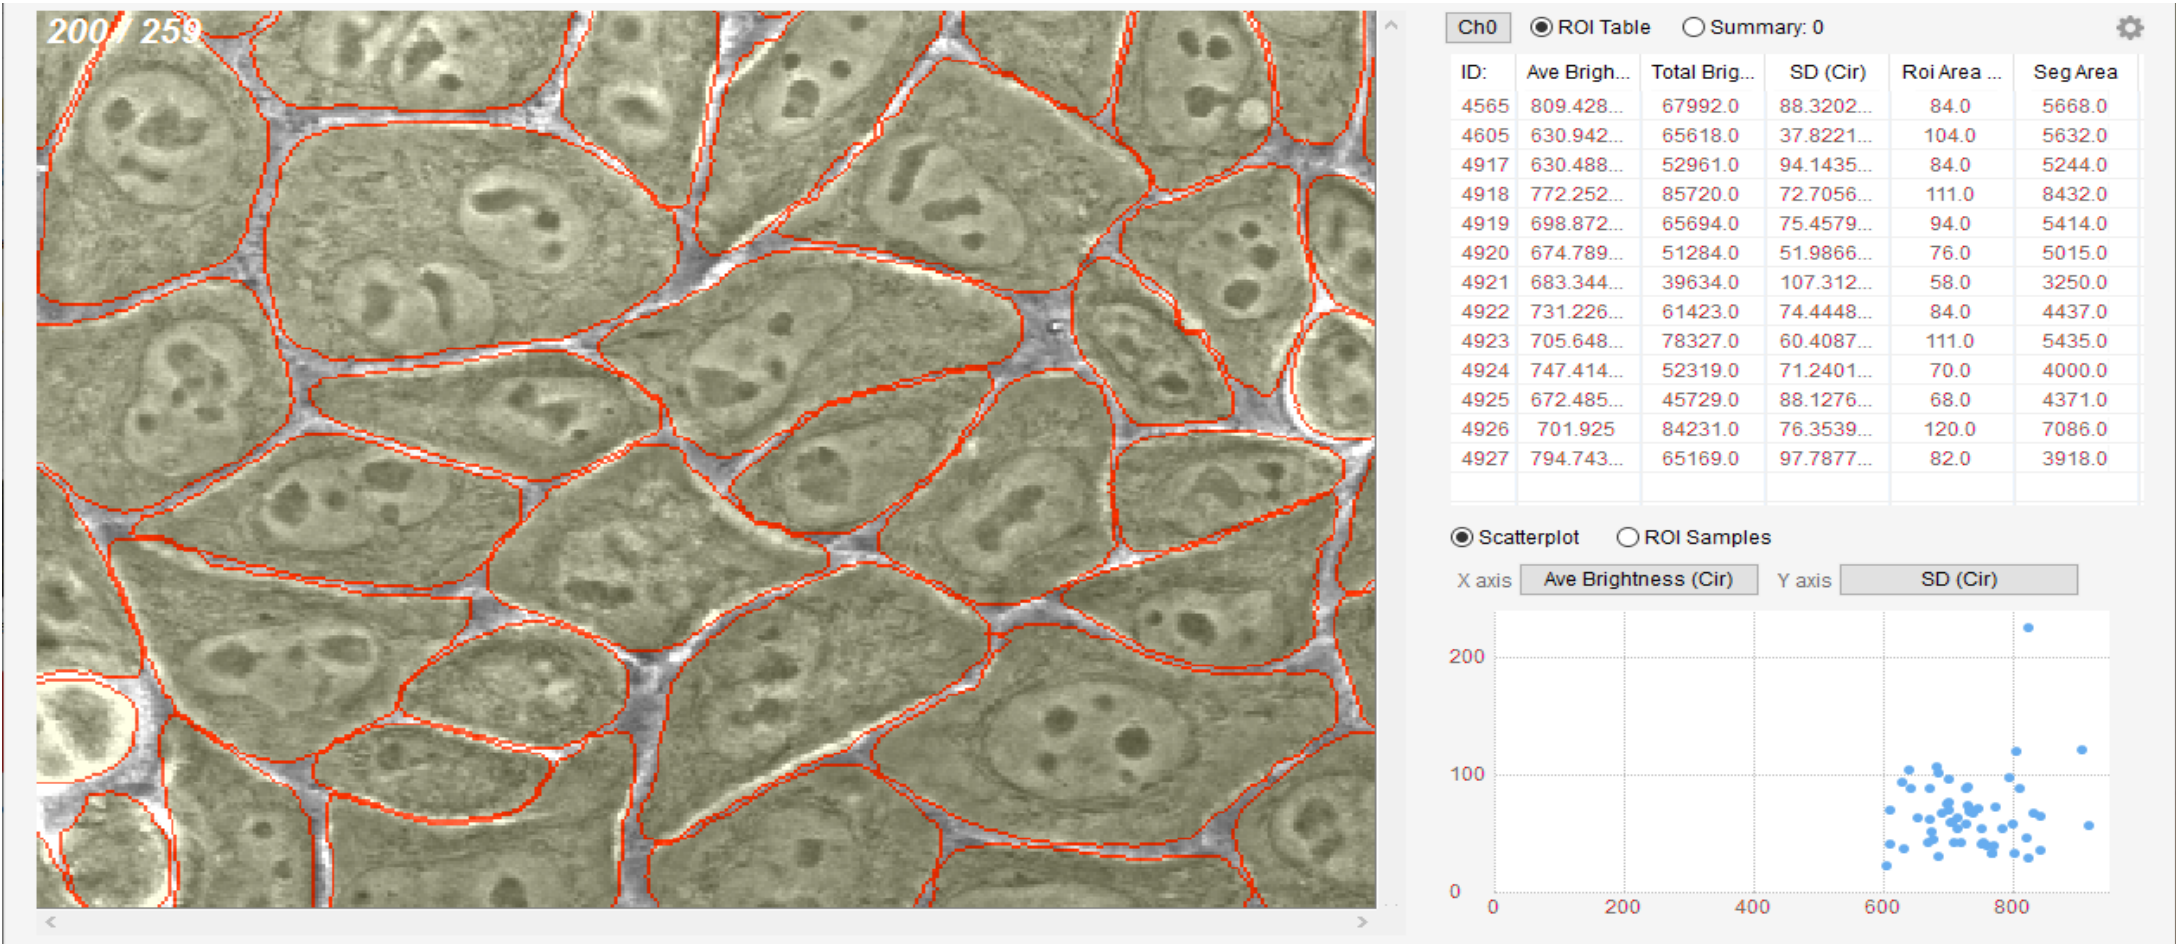 200 / 259
Ch0 ROI Table Summary: 0
ID: Ave Brigh... Total Brig... SD (Cir) Roi Area ... Seg Area
4565 809.428... 67992.0 88.3202... 84.0 5668.0
4605 630.942... 65618.0 37.8221... 104.0 5632.0
4917 630.488... 52961.0 94.1435... 84.0 5244.0
4918 772.252... 85720.0 72.7056... 111.0 8432.0
4919 698.872... 65694.0 75.4579... 94.0 5414.0
4920 674.789... 51284.0 51.9866... 76.0 5015.0
4921 683.344... 39634.0 107.312... 58.0 3250.0
4922 731.226... 61423.0 74.4448... 84.0 4437.0
4923 705.648... 78327.0 60.4087... 111.0 5435.0
4924 747.414... 52319.0 71.2401... 70.0 4000.0
4925 672.485... 45729.0 88.1276... 68.0 4371.0
4926 701.925 84231.0 76.3539... 120.0 7086.0
4927 794.743... 65169.0 97.7877... 82.0 3918.0
Scatterplot ROI Samples
X axis Ave Brightness (Cir) Y axis SD (Cir)
200
100
0
0 200 400 600 800